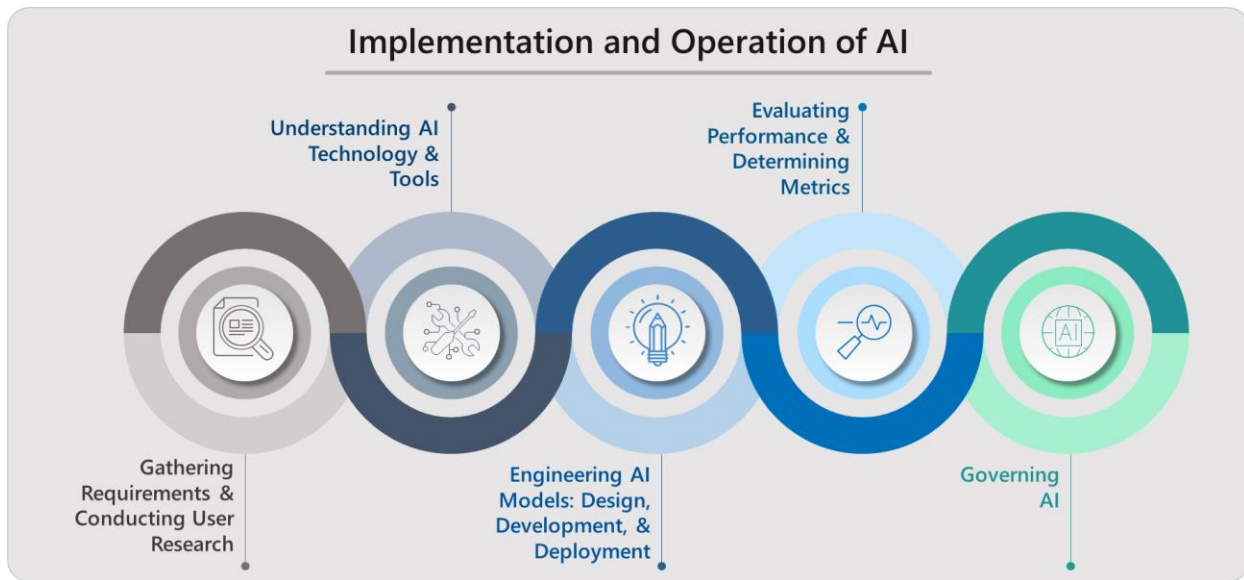 Implementation and Operation of AI
Understanding AI
Technology &
Tools
Evaluating
Performance &
Determining
Metrics
AI
Gathering
Requirements &
Conducting User
Research
Engineering AI
Models: Design,
Development, &
Deployment
Governing
AI